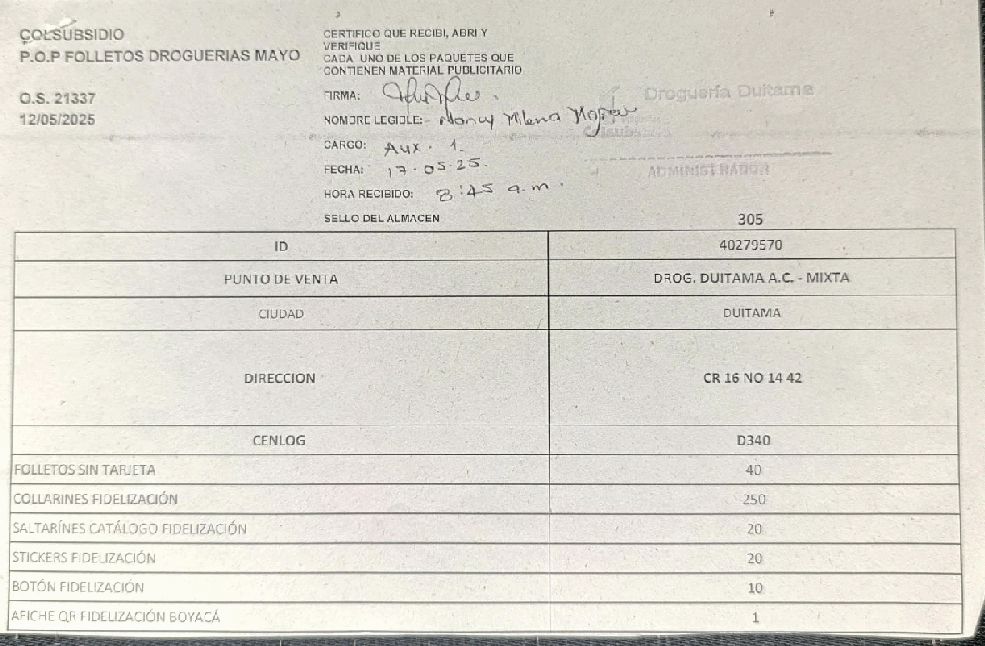 COLSUBSIDIO
P.O.P FOLLETOS DROGUERIAS MAYO
O.S. 21337
12/05/2025
CERTIFICO QUE RECIBI, ABRI Y
VERIFIQUE
CADA UNO DE LOS PAQUETES QUE
CONTIENEN MATERIAL PUBLICITARIO
FIRMA:
NOMBRE LEGIBLE: Nancy Milena
CARGO: Aux. 1.
FECHA: 17-05-25.
HORA RECIBIDO: 8:45 a.m.
SELLO DEL ALMACEN
Droguería Duitama
Colsubsidio
ADMINISTRADOR
305
ID 40279570
PUNTO DE VENTA DROG. DUITAMA A.C. - MIXTA
CIUDAD DUITAMA
DIRECCION CR 16 NO 14 42
CENLOG D340
FOLLETOS SIN TARJETA 40
COLLARINES FIDELIZACIÓN 250
SALTARÍNES CATÁLOGO FIDELIZACIÓN 20
STICKERS FIDELIZACIÓN 20
BOTÓN FIDELIZACIÓN 10
AFICHE QR FIDELIZACIÓN BOYACÁ 1